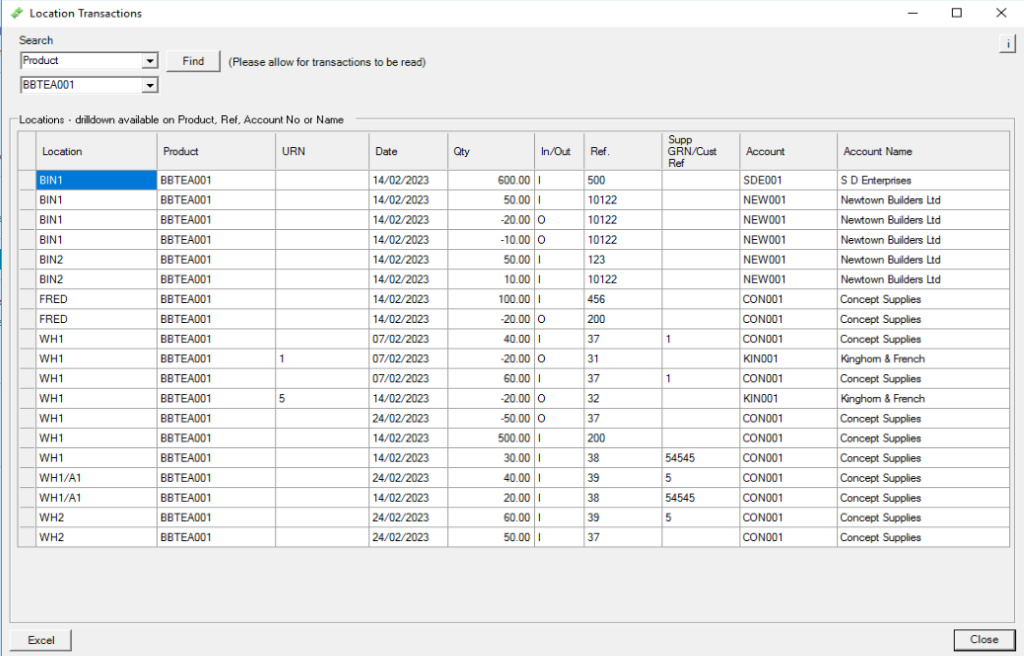 Location Transactions
Search
Product
Find (Please allow for transactions to be read)
i
BBTEA001
Locations - drilldown available on Product, Ref, Account No or Name
Location Product URN Date Qty In/Out Ref. Supp GRN/Cust Ref Account Account Name
BIN1 BBTEA001 14/02/2023 600.00 I 500 SDE001 S D Enterprises
BIN1 BBTEA001 14/02/2023 50.00 I 10122 NEW001 Newtown Builders Ltd
BIN1 BBTEA001 14/02/2023 -20.00 O 10122 NEW001 Newtown Builders Ltd
BIN1 BBTEA001 14/02/2023 -10.00 O 10122 NEW001 Newtown Builders Ltd
BIN2 BBTEA001 14/02/2023 50.00 I 123 NEW001 Newtown Builders Ltd
BIN2 BBTEA001 14/02/2023 10.00 I 10122 NEW001 Newtown Builders Ltd
FRED BBTEA001 14/02/2023 100.00 I 456 CON001 Concept Supplies
FRED BBTEA001 14/02/2023 -20.00 O 200 CON001 Concept Supplies
WH1 BBTEA001 07/02/2023 40.00 I 37 1 CON001 Concept Supplies
WH1 BBTEA001 1 07/02/2023 -20.00 O 31 KIN001 Kinghorn & French
WH1 BBTEA001 07/02/2023 60.00 I 37 1 CON001 Concept Supplies
WH1 BBTEA001 5 14/02/2023 -20.00 O 32 KIN001 Kinghorn & French
WH1 BBTEA001 24/02/2023 -50.00 O 37 CON001 Concept Supplies
WH1 BBTEA001 14/02/2023 500.00 I 200 CON001 Concept Supplies
WH1 BBTEA001 14/02/2023 30.00 I 38 54545 CON001 Concept Supplies
WH1/A1 BBTEA001 24/02/2023 40.00 I 39 5 CON001 Concept Supplies
WH1/A1 BBTEA001 14/02/2023 20.00 I 38 54545 CON001 Concept Supplies
WH2 BBTEA001 24/02/2023 60.00 I 39 5 CON001 Concept Supplies
WH2 BBTEA001 24/02/2023 50.00 I 37 CON001 Concept Supplies
Excel Close